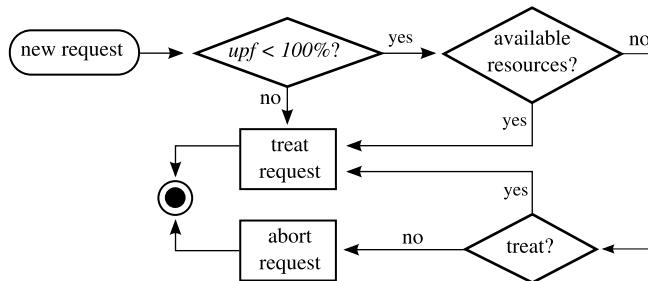 new request
upf < 100%?
yes
available
resources?
no
no
yes
treat
request
yes
abort
request
no
treat?